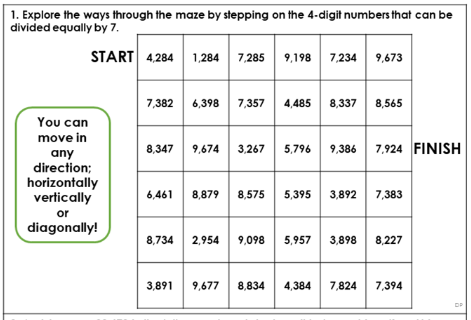 1. Explore the ways through the maze by stepping on the 4-digit numbers that can be
divided equally by 7.
START 4,284 1,284 7,285 9,198 7,234 9,673
7,382 6,398 7,357 4,485 8,337 8,565
You can
move in
any
direction;
horizontally
vertically
or
diagonally!
8,347 9,674 3,267 5,796 9,386 7,924 FINISH
6,461 8,879 8,575 5,395 3,892 7,383
8,734 2,954 9,098 5,957 3,898 8,227
3,891 9,677 8,834 4,384 7,824 7,394
DP